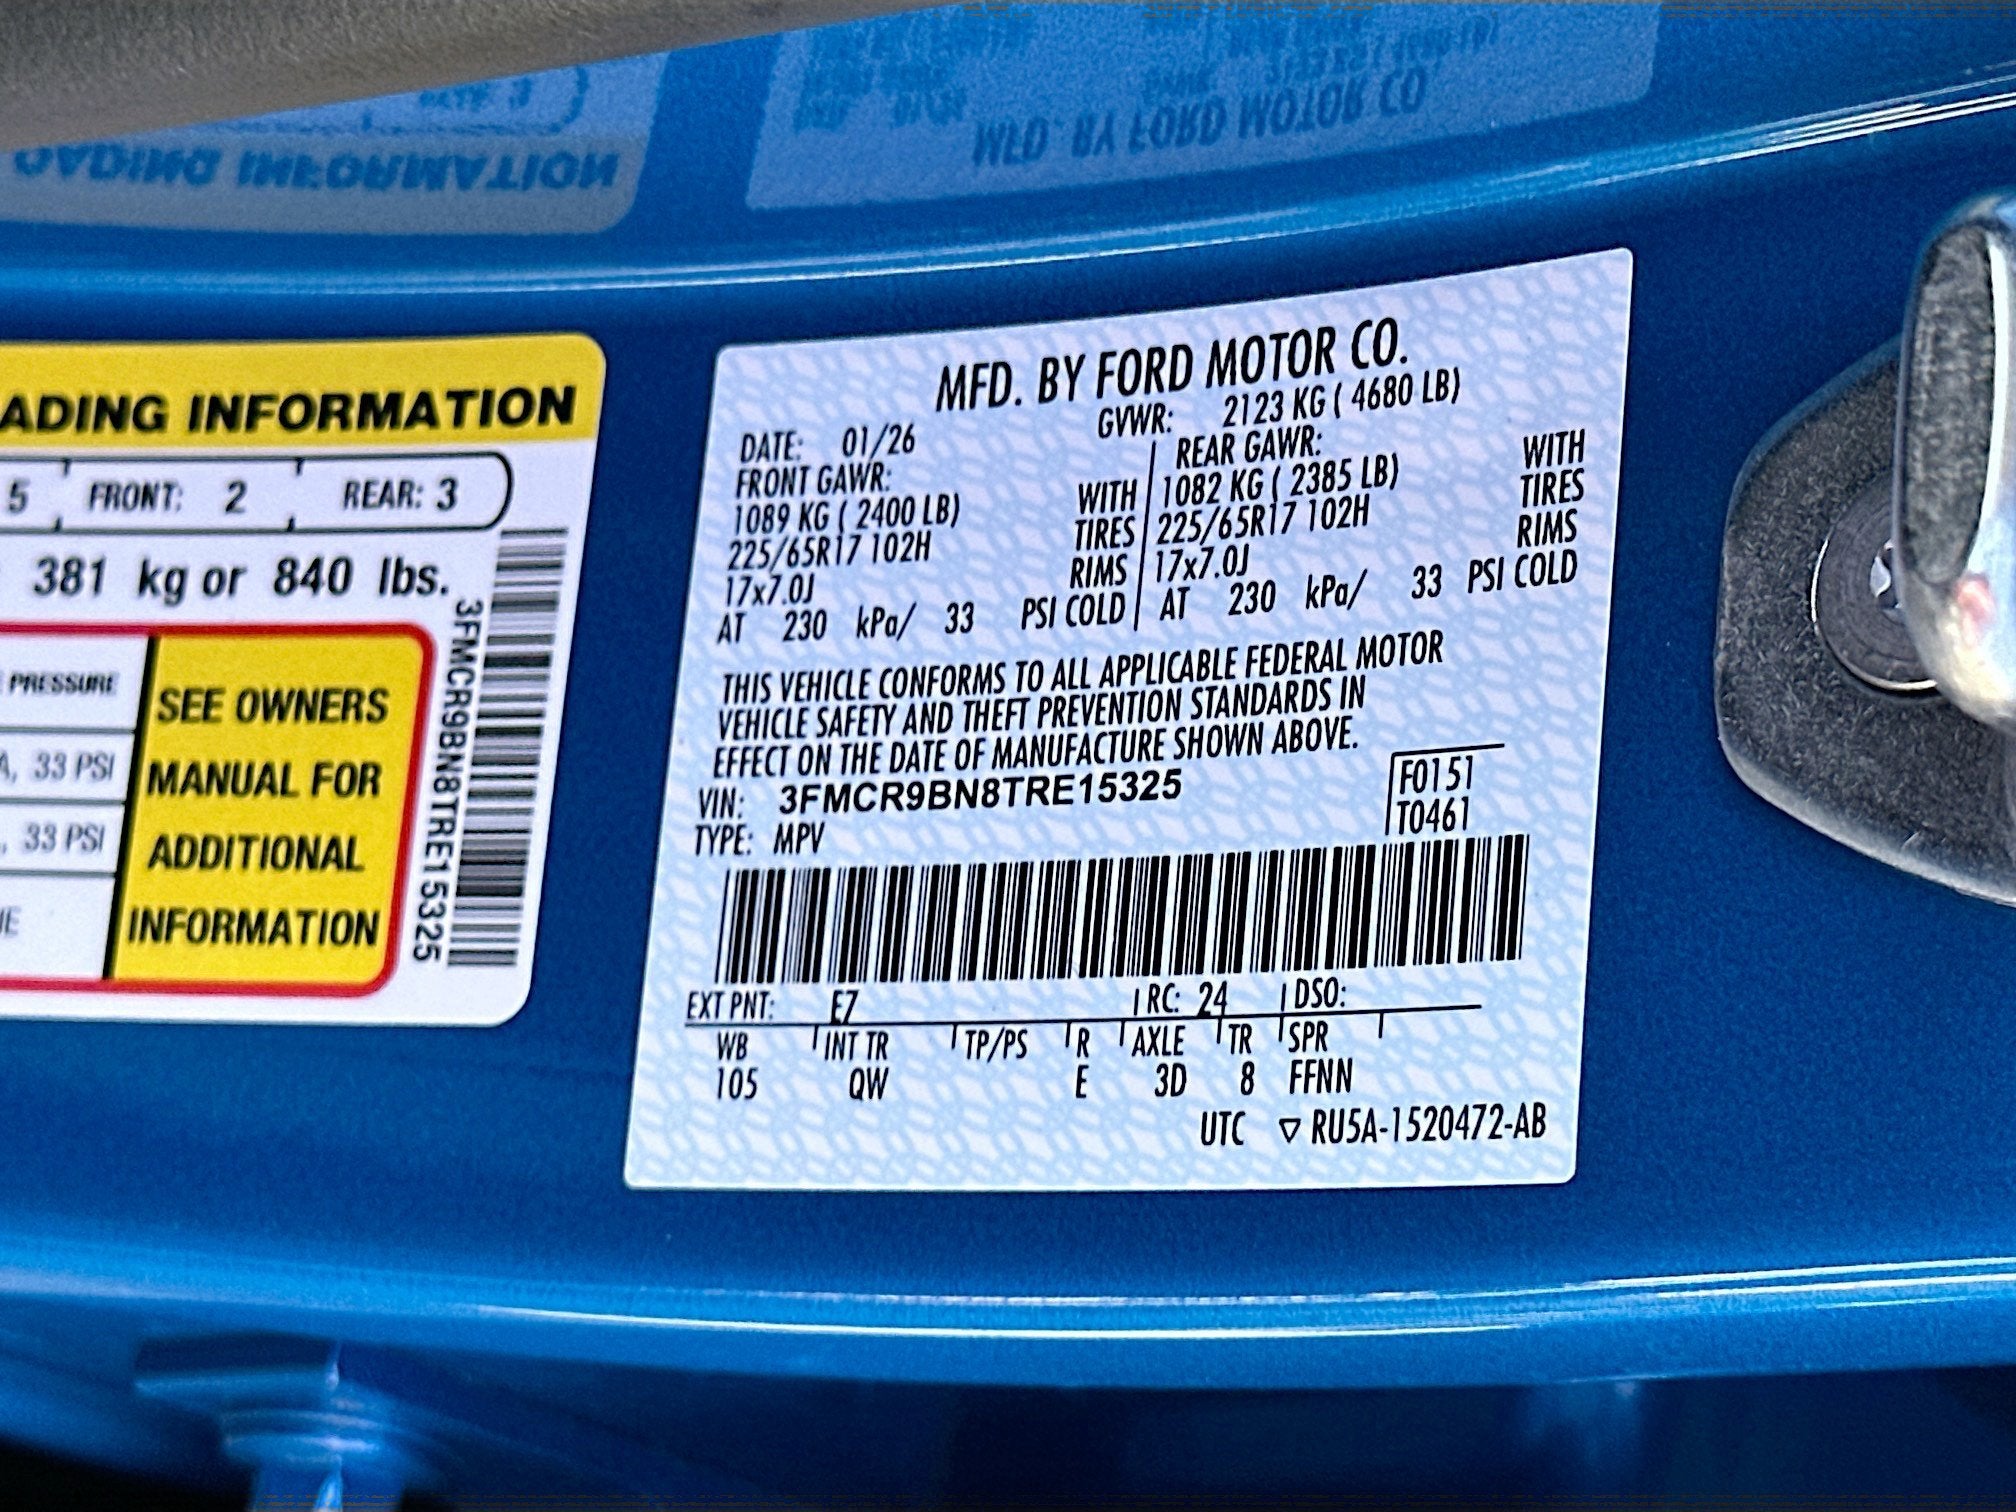 ADING INFORMATION
5 FRONT: 2 REAR: 3
381 kg or 840 lbs.
PRESSURE
, 33 PSI
, 33 PSI
SEE OWNERS
MANUAL FOR
ADDITIONAL
INFORMATION
3FMCR9BN8TRE15325
MFD. BY FORD MOTOR CO.
DATE: 01/26 GVWR: 2123 KG ( 4680 LB)
FRONT GAWR: REAR GAWR:
1089 KG ( 2400 LB) WITH 1082 KG ( 2385 LB) WITH
225/65R17 102H TIRES 225/65R17 102H TIRES
17x7.0J RIMS 17x7.0J RIMS
AT 230 kPa/ 33 PSI COLD AT 230 kPa/ 33 PSI COLD
THIS VEHICLE CONFORMS TO ALL APPLICABLE FEDERAL MOTOR
VEHICLE SAFETY AND THEFT PREVENTION STANDARDS IN
EFFECT ON THE DATE OF MANUFACTURE SHOWN ABOVE.
VIN: 3FMCR9BN8TRE15325 F0151
TYPE: MPV T0461
EXT PNT: E7 RC: 24 DSO:
WB INT TR TP/PS R AXLE TR SPR
105 QW E 3D 8 FFNN
UTC ▽ RU5A-1520472-AB